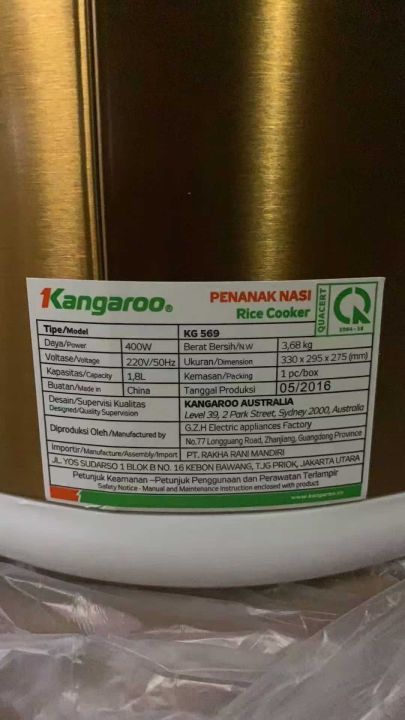 Kangaroo®
PENANAK NASI
Rice Cooker
QUACERT
Tipe/Model KG 569
Daya/Power 400W Berat Bersih/N.W 3,68 kg
Voltase/Voltage 220V/50Hz Ukuran/Dimension 330 x 295 x 275 (mm)
Kapasitas/Capacity 1,8L Kemasan/Packing 1 pc/box
Buatan/Made in China Tanggal Produksi 05/2016
Desain/Supervisi Kualitas KANGAROO AUSTRALIA
Designed/Quality Supervision Level 39, 2 Park Street, Sydney 2000, Australia
Diproduksi Oleh/Manufactured by G.Z.H Electric appliances Factory
No.77 Longguang Road, Zhanjiang, Guangdong Province
Importir/Manufacture/Assembly/Import PT. RAKHA RANI MANDIRI
JL. YOS SUDARSO 1 BLOK B NO. 16 KEBON BAWANG, TJG PRIOK, JAKARTA UTARA
Petunjuk Keamanan –Petunjuk Penggunaan dan Perawatan Terlampir
Safety Notice - Manual and Maintenance Instruction enclosed with product